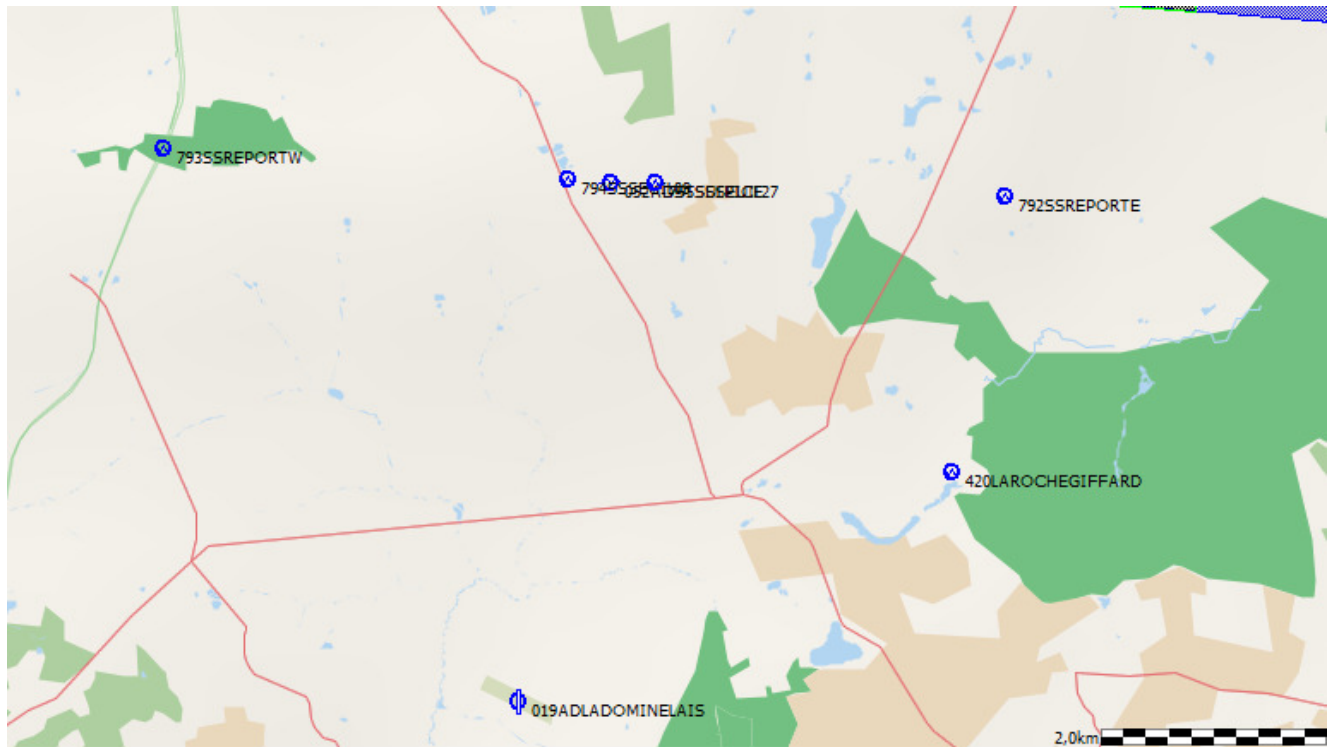 793SSREPORTW
792SSREPORTE
420LAROCHEGIFFARD
019ADLADOMINELAIS
2,0km